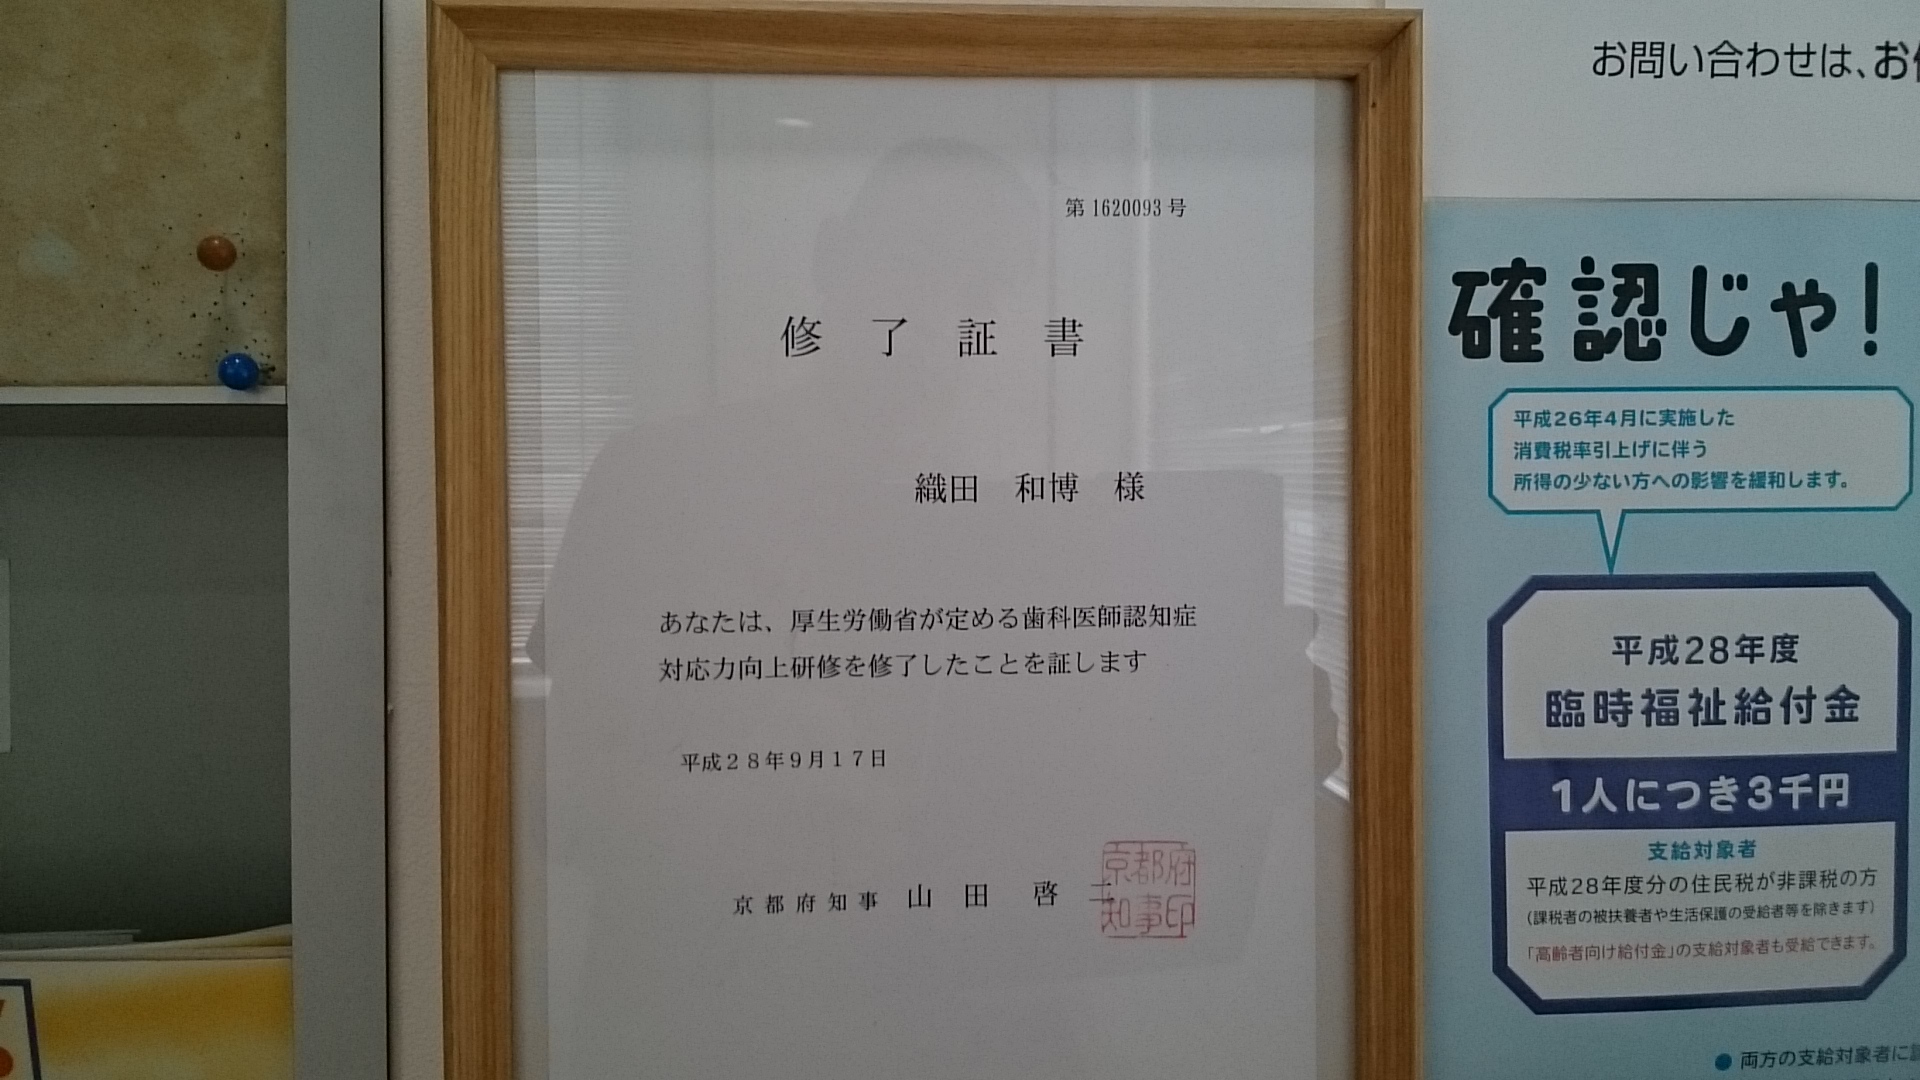 第 1620093 号
修了証書
織田 和博 様
あなたは、厚生労働省が定める歯科医師認知症
対応力向上研修を修了したことを証します
平成28年9月17日
京都府知事 山田 啓二
京都府
知事印
お問い合わせは、お
確認じゃ!
平成26年4月に実施した
消費税率引上げに伴う
所得の少ない方への影響を緩和します。
平成28年度
臨時福祉給付金
1人につき3千円
支給対象者
平成28年度分の住民税が非課税の方
(課税者の被扶養者や生活保護の受給者等を除きます)
「高齢者向け給付金」の支給対象者も受給できます。
● 両方の支給対象者に